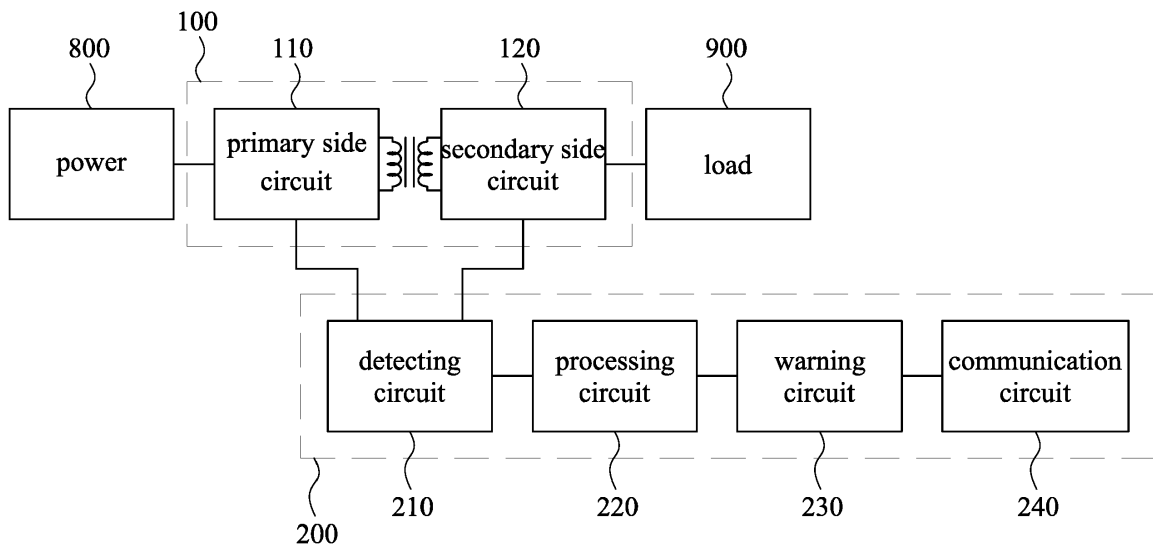 100
800
110
120
900
power
primary side
circuit
secondary side
circuit
load
detecting
circuit
processing
circuit
warning
circuit
communication
circuit
200
210
220
230
240